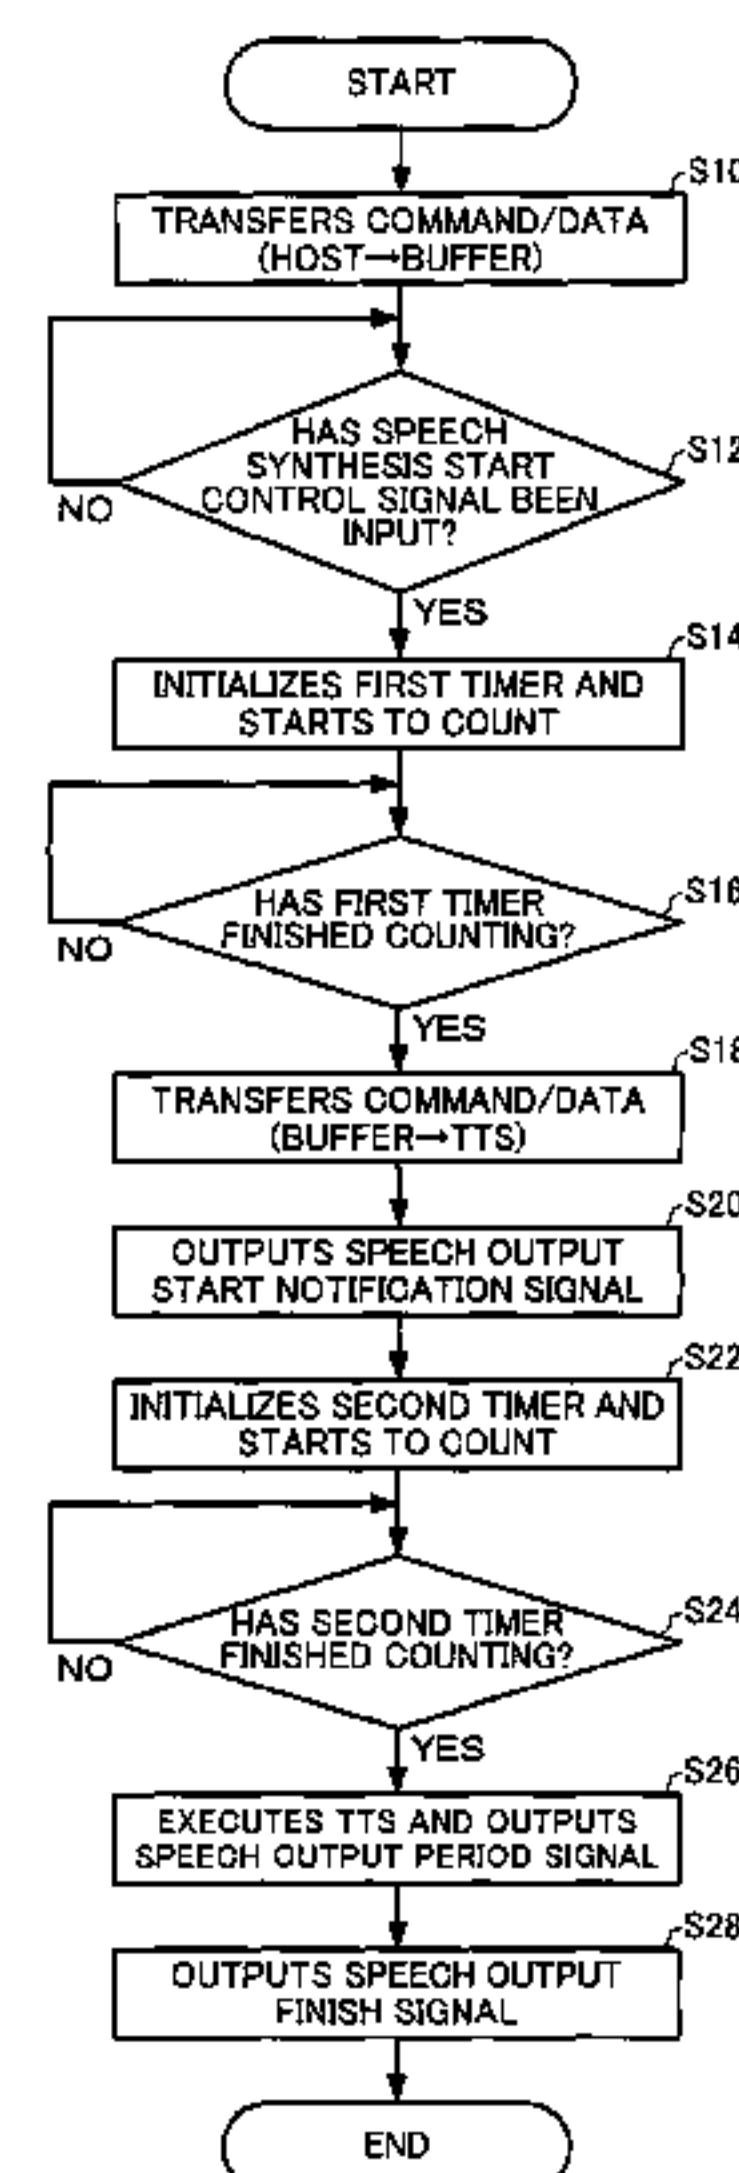 START
S10
TRANSFERS COMMAND/DATA
(HOST→BUFFER)
HAS SPEECH
SYNTHESIS START
CONTROL SIGNAL BEEN
INPUT?
S12
NO
YES
S14
INITIALIZES FIRST TIMER AND
STARTS TO COUNT
HAS FIRST TIMER
FINISHED COUNTING?
S16
NO
YES
S18
TRANSFERS COMMAND/DATA
(BUFFER→TTS)
S20
OUTPUTS SPEECH OUTPUT
START NOTIFICATION SIGNAL
S22
INITIALIZES SECOND TIMER AND
STARTS TO COUNT
HAS SECOND TIMER
FINISHED COUNTING?
S24
NO
YES
S26
EXECUTES TTS AND OUTPUTS
SPEECH OUTPUT PERIOD SIGNAL
S28
OUTPUTS SPEECH OUTPUT
FINISH SIGNAL
END